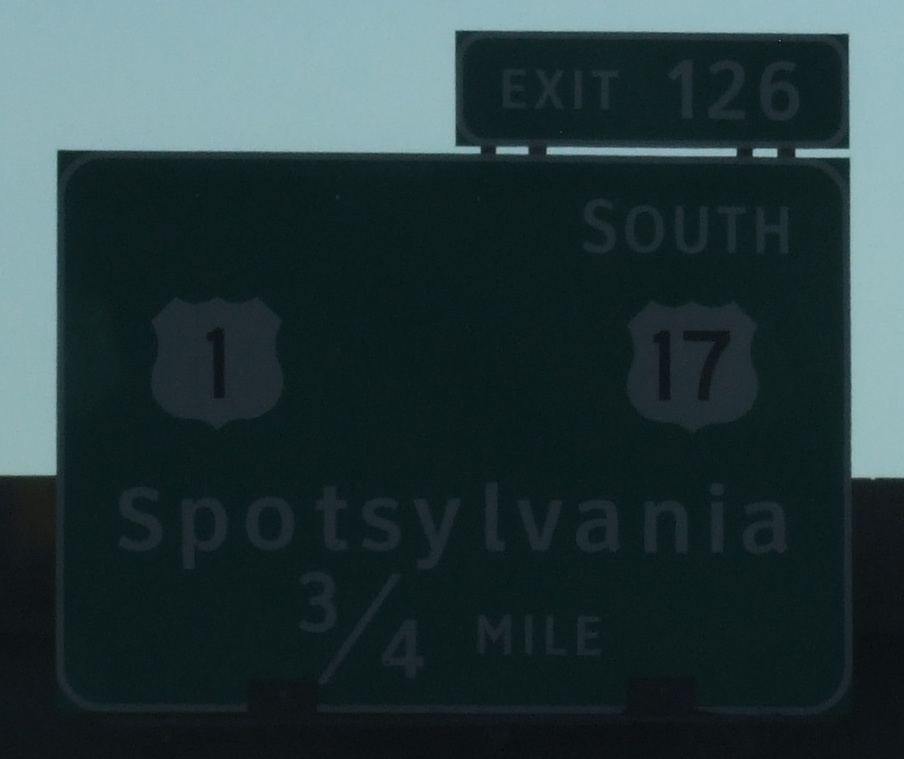 EXIT 126
SOUTH
1 17
Spotsylvania
3/4 MILE